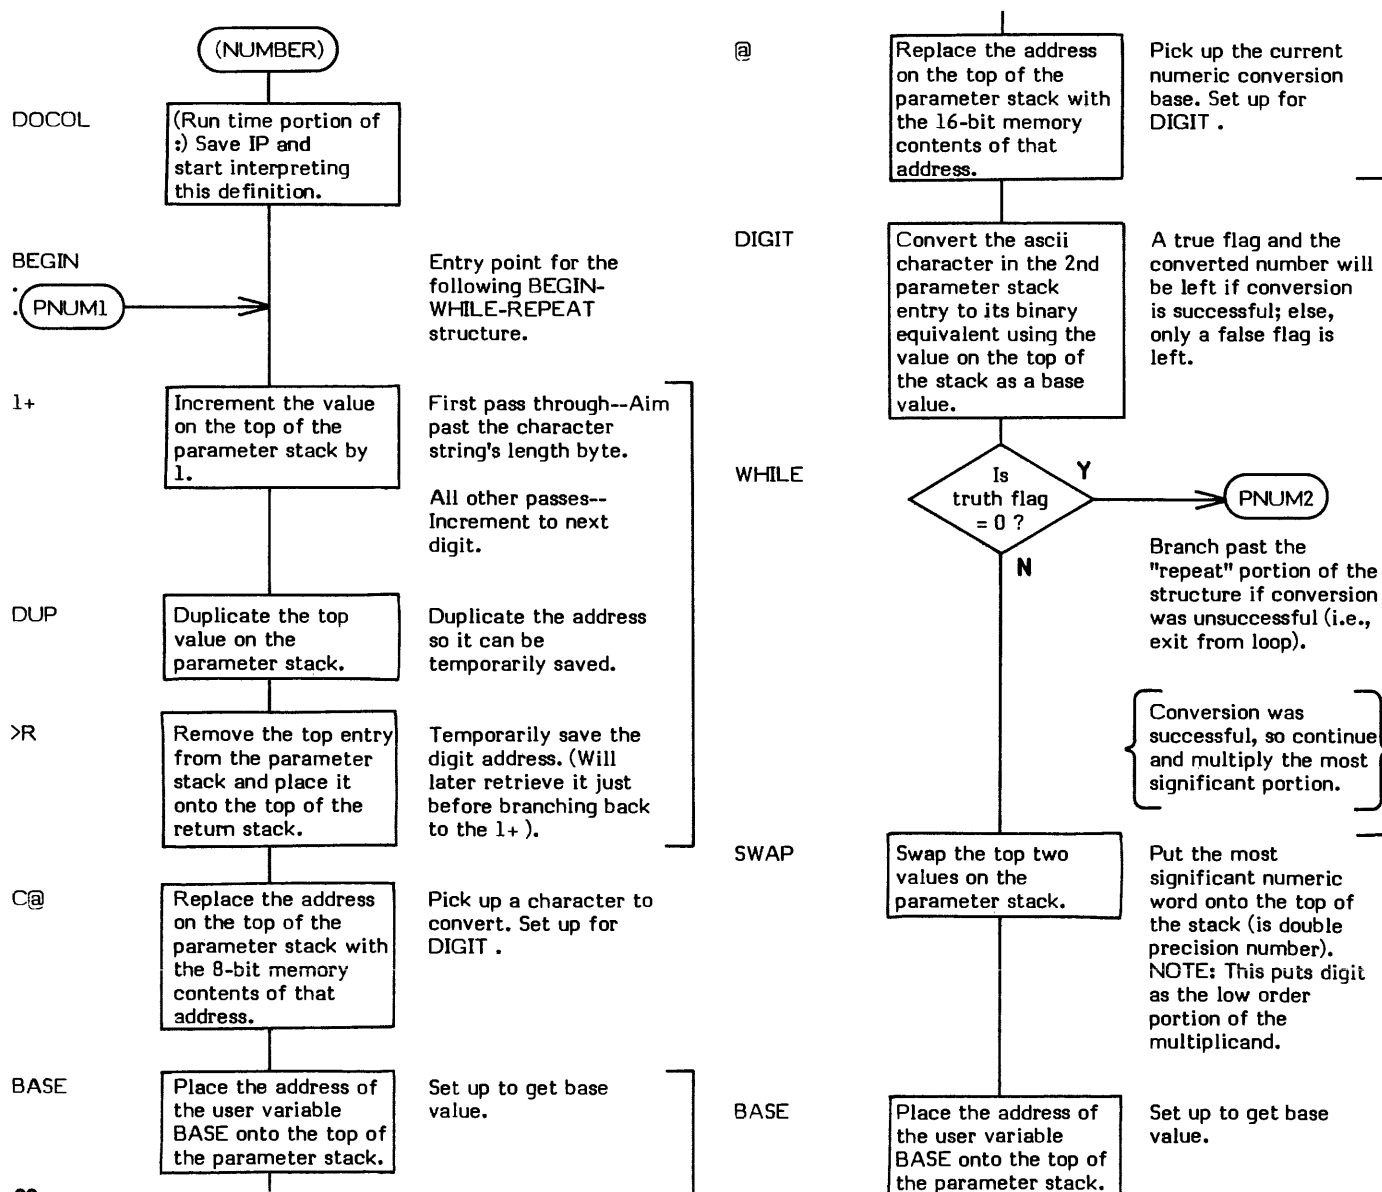 (NUMBER)
DOCOL
(Run time portion of
:) Save IP and
start interpreting
this definition.
BEGIN
:
PNUM1
Entry point for the
following BEGIN-
WHILE-REPEAT
structure.
1+
Increment the value
on the top of the
parameter stack by
1.
First pass through--Aim
past the character
string's length byte.
All other passes--
Increment to next
digit.
DUP
Duplicate the top
value on the
parameter stack.
Duplicate the address
so it can be
temporarily saved.
>R
Remove the top entry
from the parameter
stack and place it
onto the top of the
return stack.
Temporarily save the
digit address. (Will
later retrieve it just
before branching back
to the 1+ ).
C@
Replace the address
on the top of the
parameter stack with
the 8-bit memory
contents of that
address.
Pick up a character to
convert. Set up for
DIGIT .
BASE
Place the address of
the user variable
BASE onto the top of
the parameter stack.
Set up to get base
value.
@
Replace the address
on the top of the
parameter stack with
the 16-bit memory
contents of that
address.
Pick up the current
numeric conversion
base. Set up for
DIGIT .
DIGIT
Convert the ascii
character in the 2nd
parameter stack
entry to its binary
equivalent using the
value on the top of
the stack as a base
value.
A true flag and the
converted number will
be left if conversion
is successful; else,
only a false flag is
left.
WHILE
Is
truth flag
= 0 ?
Y
PNUM2
N
Branch past the
"repeat" portion of the
structure if conversion
was unsuccessful (i.e.,
exit from loop).
Conversion was
successful, so continue
and multiply the most
significant portion.
SWAP
Swap the top two
values on the
parameter stack.
Put the most
significant numeric
word onto the top of
the stack (is double
precision number).
NOTE: This puts digit
as the low order
portion of the
multiplicand.
BASE
Place the address of
the user variable
BASE onto the top of
the parameter stack.
Set up to get base
value.